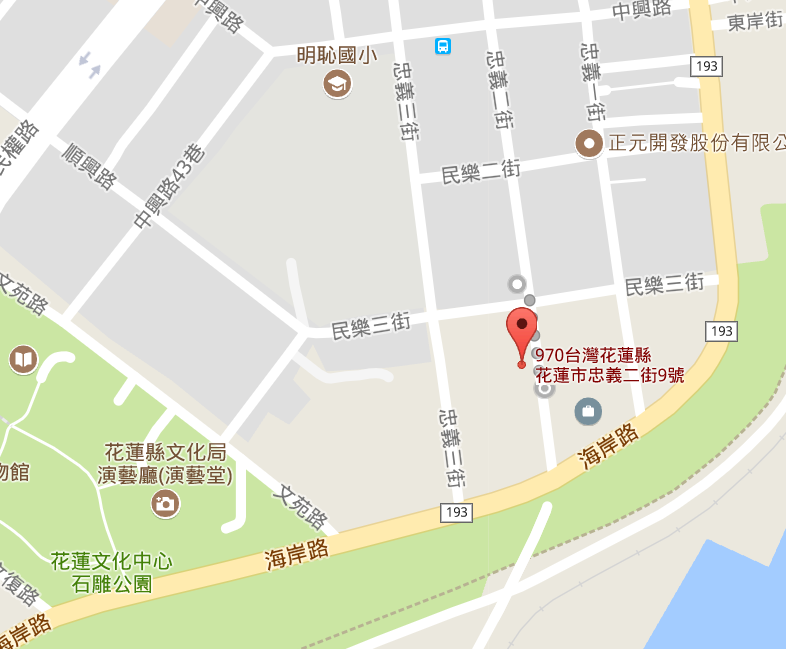 中興路
中興路
東岸街
明恥國小
193
忠義三街
忠義二街
忠義一街
民權路
順興路
中興路43巷
正元開發股份有限公
民樂二街
文苑路
民樂三街
民樂三街
193
970台灣花蓮縣
花蓮市忠義二街9號
忠義三街
海岸路
花蓮縣文化局
演藝廳(演藝堂)
物館
文苑路
193
海岸路
花蓮文化中心
石雕公園
復路
海岸路